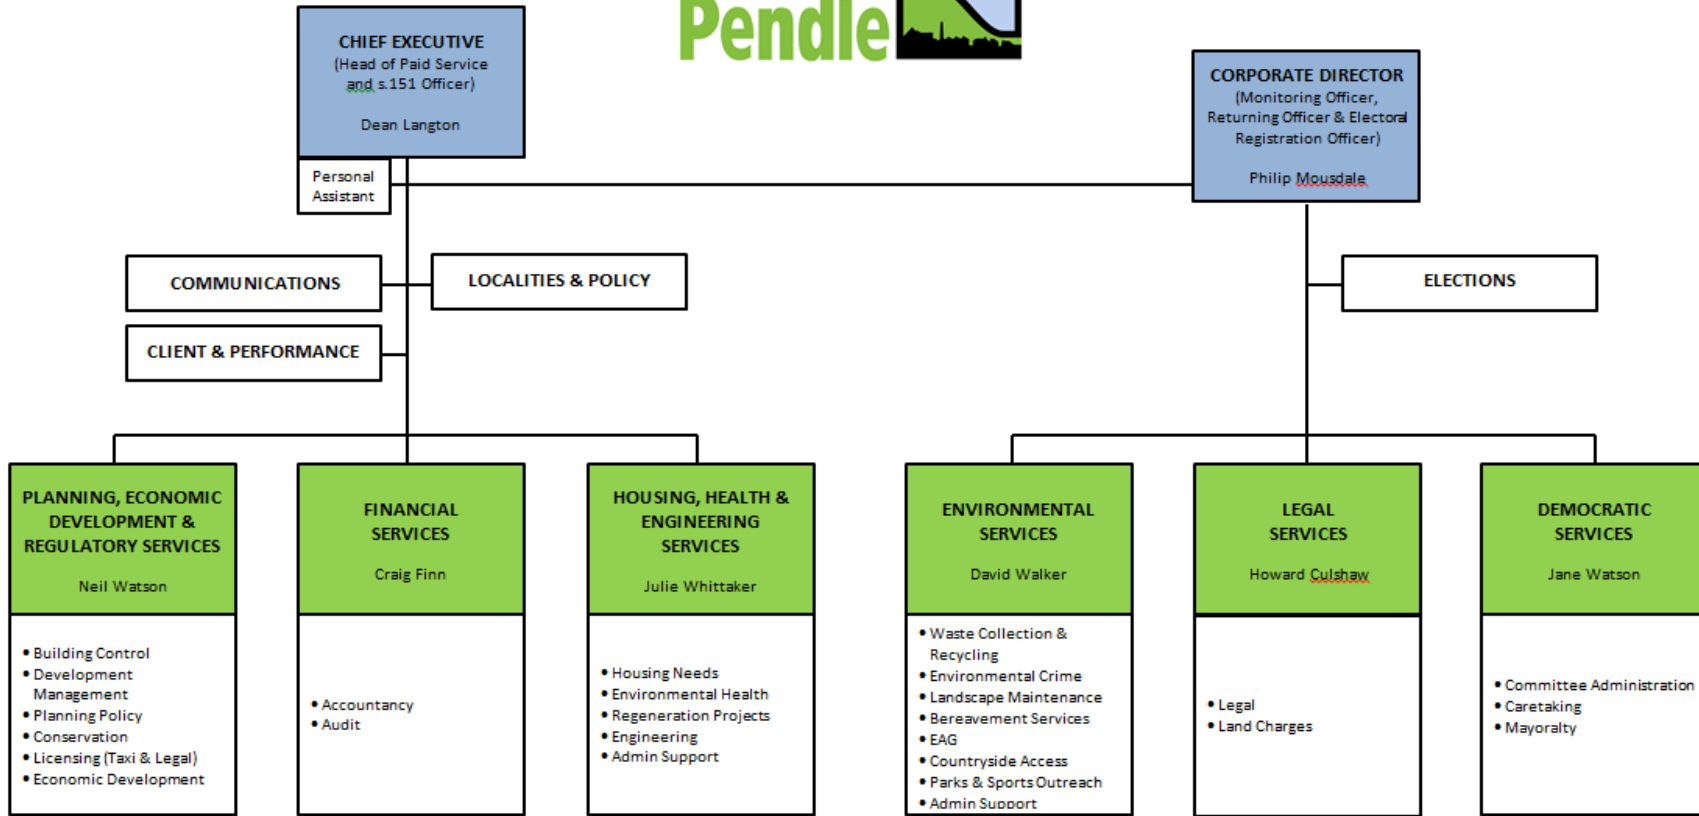 Pendle
CHIEF EXECUTIVE
(Head of Paid Service
and s.151 Officer)
Dean Langton
Personal
Assistant
CORPORATE DIRECTOR
(Monitoring Officer,
Returning Officer & Electoral
Registration Officer)
Philip Mousdale
COMMUNICATIONS
LOCALITIES & POLICY
CLIENT & PERFORMANCE
ELECTIONS
PLANNING, ECONOMIC
DEVELOPMENT &
REGULATORY SERVICES
Neil Watson
• Building Control
• Development
Management
• Planning Policy
• Conservation
• Licensing (Taxi & Legal)
• Economic Development
FINANCIAL
SERVICES
Craig Finn
• Accountancy
• Audit
HOUSING, HEALTH &
ENGINEERING
SERVICES
Julie Whittaker
• Housing Needs
• Environmental Health
• Regeneration Projects
• Engineering
• Admin Support
ENVIRONMENTAL
SERVICES
David Walker
• Waste Collection &
Recycling
• Environmental Crime
• Landscape Maintenance
• Bereavement Services
• EAG
• Countryside Access
• Parks & Sports Outreach
• Admin Support
LEGAL
SERVICES
Howard Culshaw
• Legal
• Land Charges
DEMOCRATIC
SERVICES
Jane Watson
• Committee Administration
• Caretaking
• Mayoralty